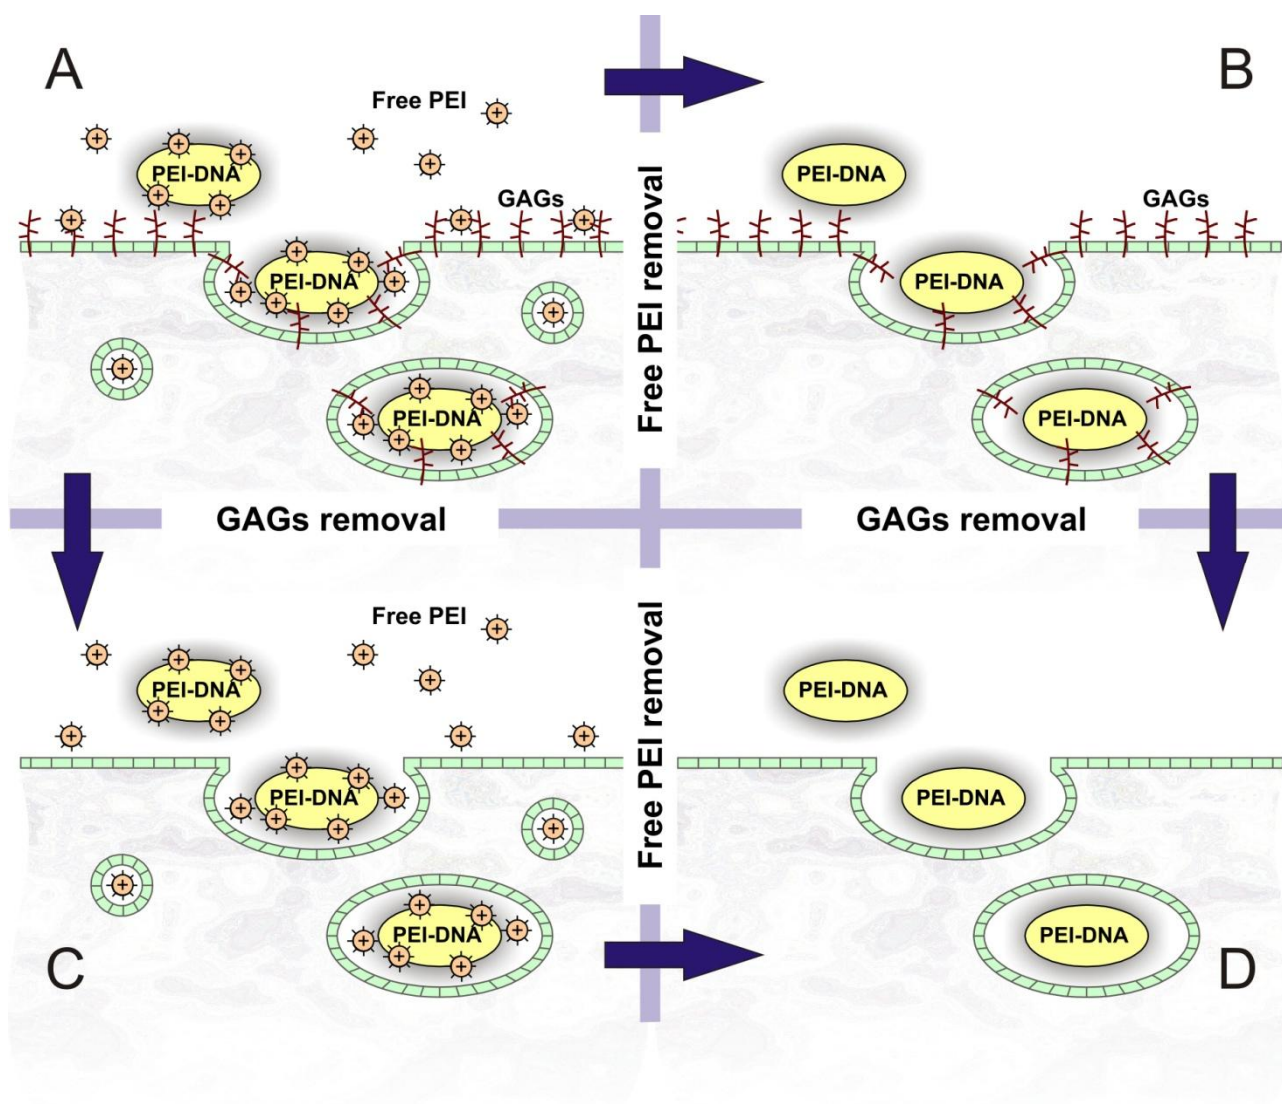 A
B
Free PEI
PEI-DNA
PEI-DNA
GAGs
GAGs
PEI-DNA
PEI-DNA
PEI-DNA
PEI-DNA
Free PEI removal
GAGs removal
GAGs removal
Free PEI
PEI-DNA
PEI-DNA
PEI-DNA
PEI-DNA
PEI-DNA
PEI-DNA
Free PEI removal
C
D